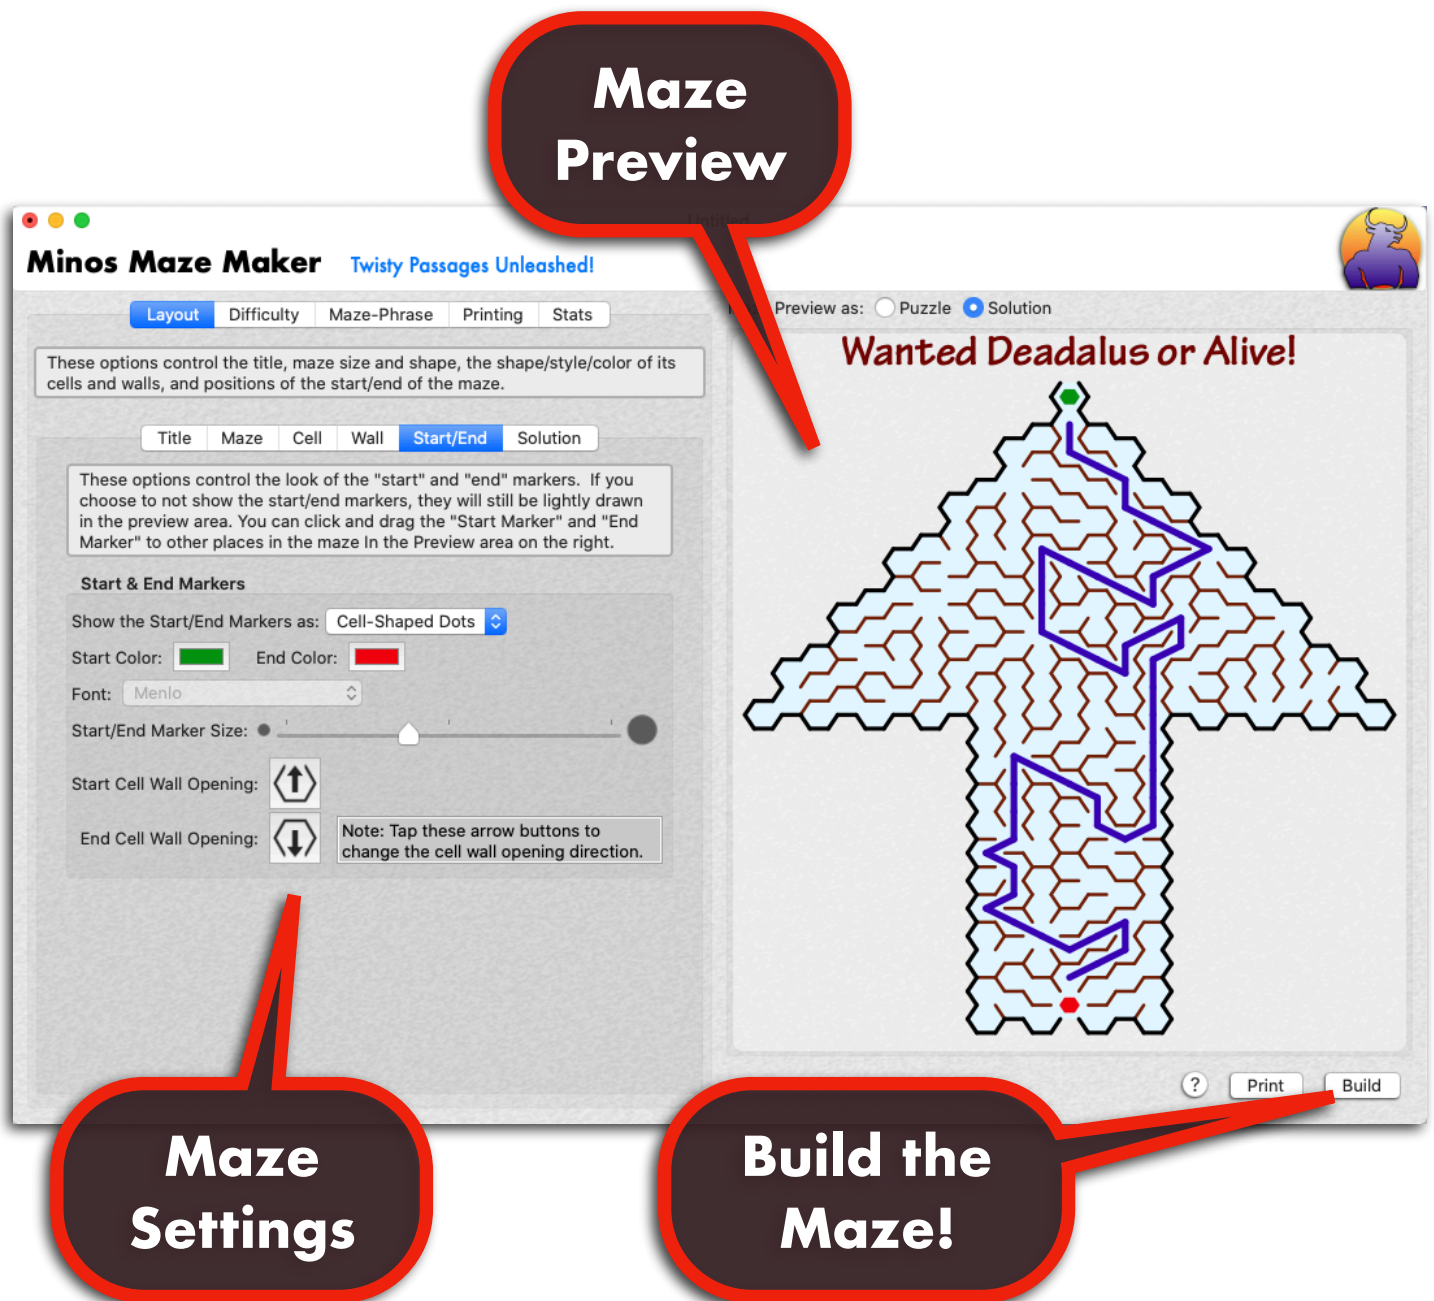 Maze
Preview
Minos Maze Maker
Twisty Passages Unleashed!
Layout
Difficulty
Maze-Phrase
Printing
Stats
Preview as:
Puzzle
Solution
These options control the title, maze size and shape, the shape/style/color of its
cells and walls, and positions of the start/end of the maze.
Title
Maze
Cell
Wall
Start/End
Solution
These options control the look of the "start" and "end" markers. If you
choose to not show the start/end markers, they will still be lightly drawn
in the preview area. You can click and drag the "Start Marker" and "End
Marker" to other places in the maze In the Preview area on the right.
Start & End Markers
Show the Start/End Markers as:
Cell-Shaped Dots
Start Color:
End Color:
Font:
Menlo
Start/End Marker Size:
Start Cell Wall Opening:
End Cell Wall Opening:
Note: Tap these arrow buttons to
change the cell wall opening direction.
Wanted Deadalus or Alive!
?
Print
Build
Maze
Settings
Build the
Maze!